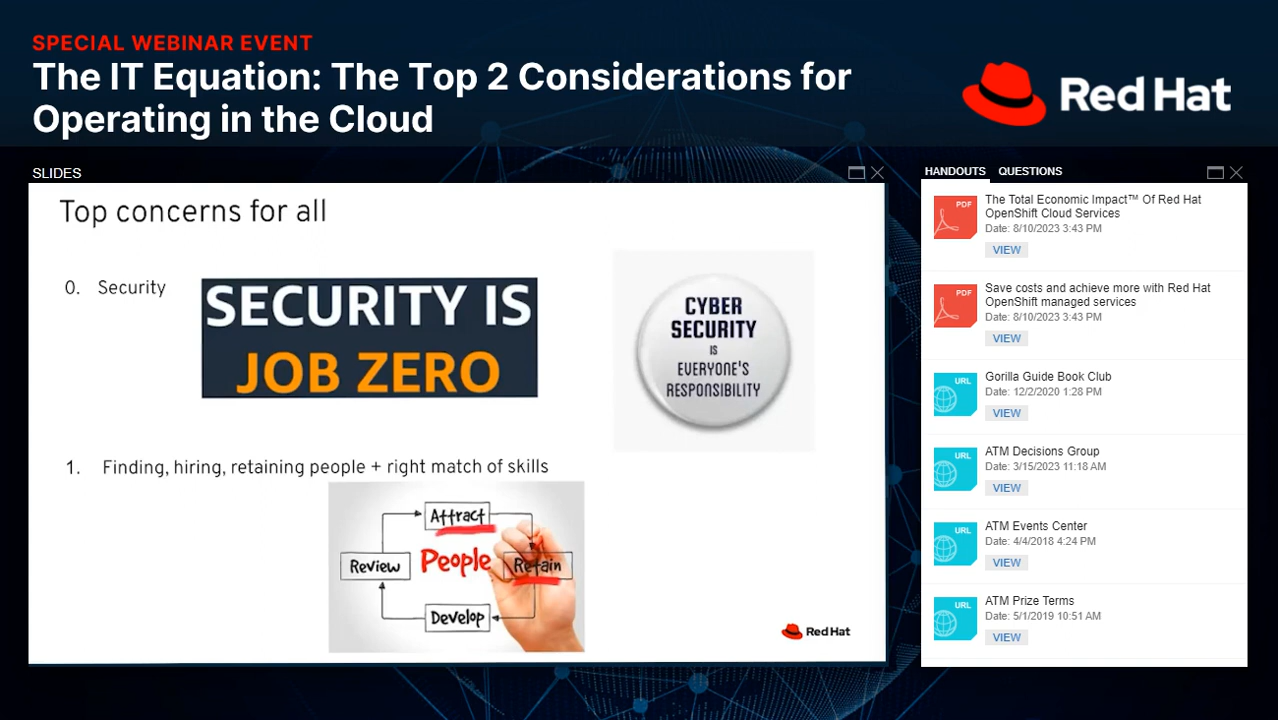 SPECIAL WEBINAR EVENT
The IT Equation: The Top 2 Considerations for
Operating in the Cloud
Red Hat
SLIDES
Top concerns for all
0. Security
SECURITY IS
JOB ZERO
CYBER
SECURITY
IS
EVERYONE'S
RESPONSIBILITY
1. Finding, hiring, retaining people + right match of skills
Attract
Review
People
Retain
Develop
Red Hat
HANDOUTS QUESTIONS
PDF
The Total Economic Impact™ Of Red Hat
OpenShift Cloud Services
Date: 8/10/2023 3:43 PM
VIEW
PDF
Save costs and achieve more with Red Hat
OpenShift managed services
Date: 8/10/2023 3:43 PM
VIEW
URL
Gorilla Guide Book Club
Date: 12/2/2020 1:28 PM
VIEW
URL
ATM Decisions Group
Date: 3/15/2023 11:18 AM
VIEW
URL
ATM Events Center
Date: 4/4/2018 4:24 PM
VIEW
URL
ATM Prize Terms
Date: 5/1/2019 10:51 AM
VIEW